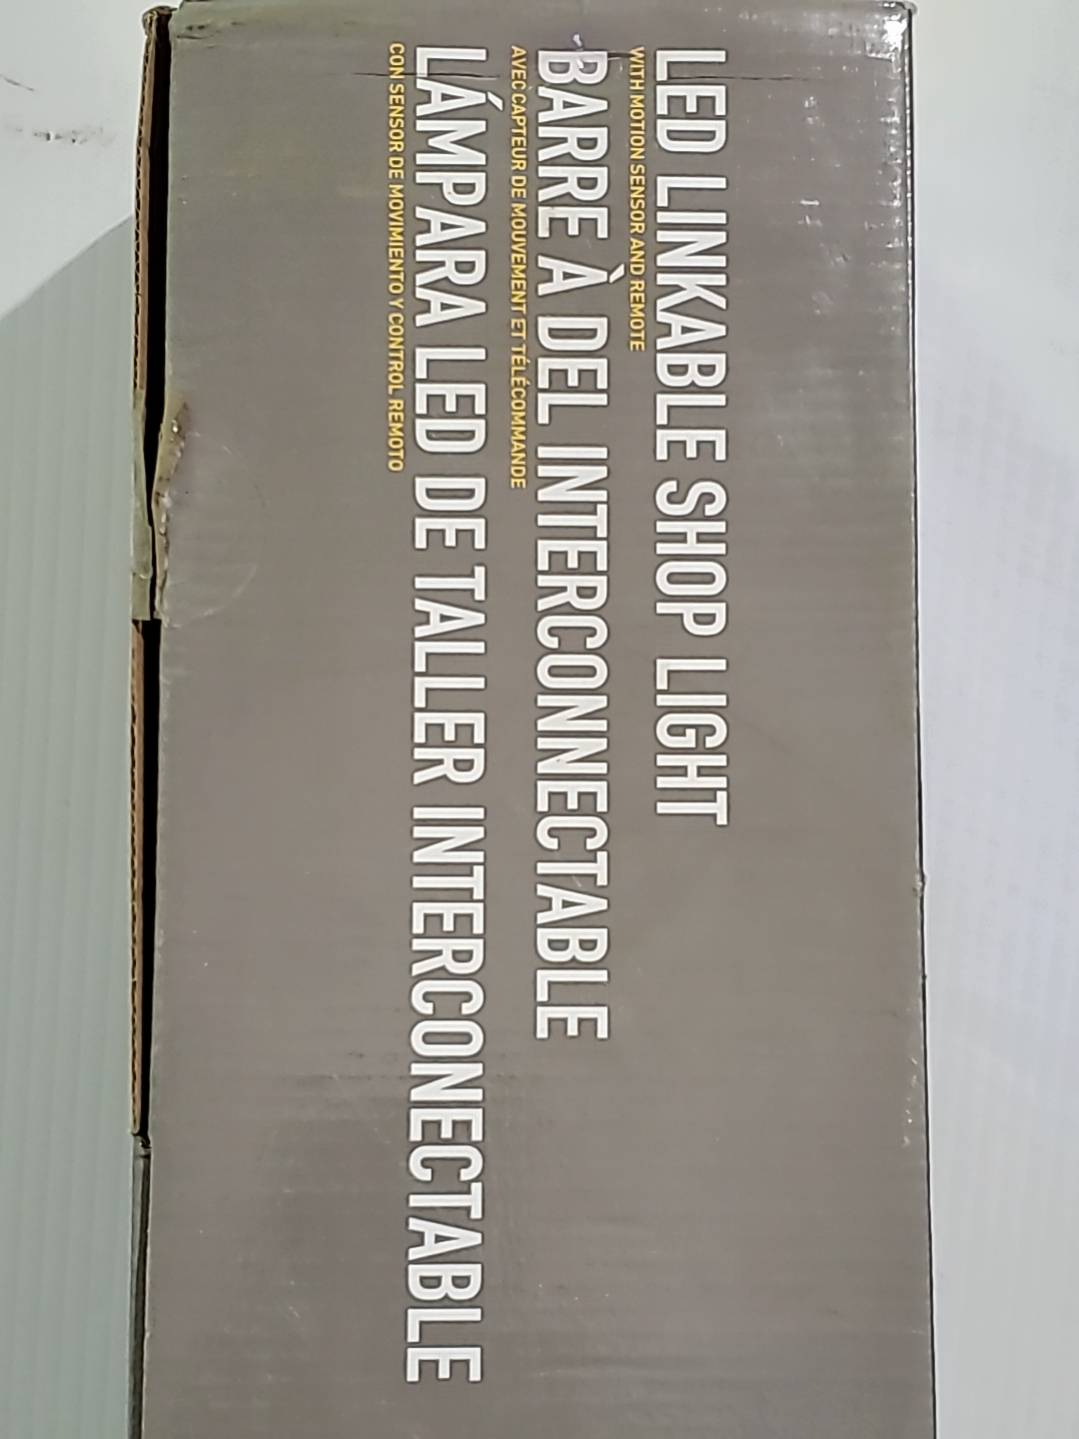 LED LINKABLE SHOP LIGHT
WITH MOTION SENSOR AND REMOTE
BARRE À DEL INTERCONNECTABLE
AVEC CAPTEUR DE MOUVEMENT ET TÉLÉCOMMANDE
LÁMPARA LED DE TALLER INTERCONECTABLE
CON SENSOR DE MOVIMIENTO Y CONTROL REMOTO